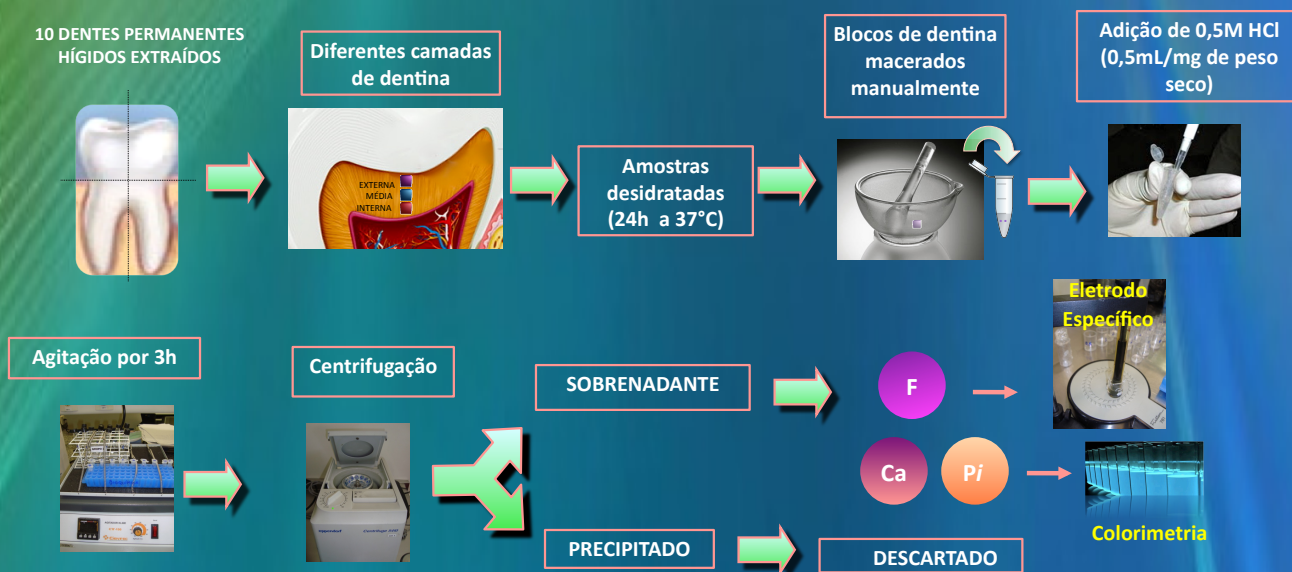 10 DENTES PERMANENTES
HÍGIDOS EXTRAÍDOS
Diferentes camadas
de dentina
EXTERNA
MÉDIA
INTERNA
Amostras
desidratadas
(24h a 37°C)
Blocos de dentina
macerados
manualmente
Adição de 0,5M HCl
(0,5mL/mg de peso
seco)
Agitação por 3h
Centrifugação
SOBRENADANTE
F
Eletrodo
Específico
Ca
Pi
Colorimetria
PRECIPITADO
DESCARTADO